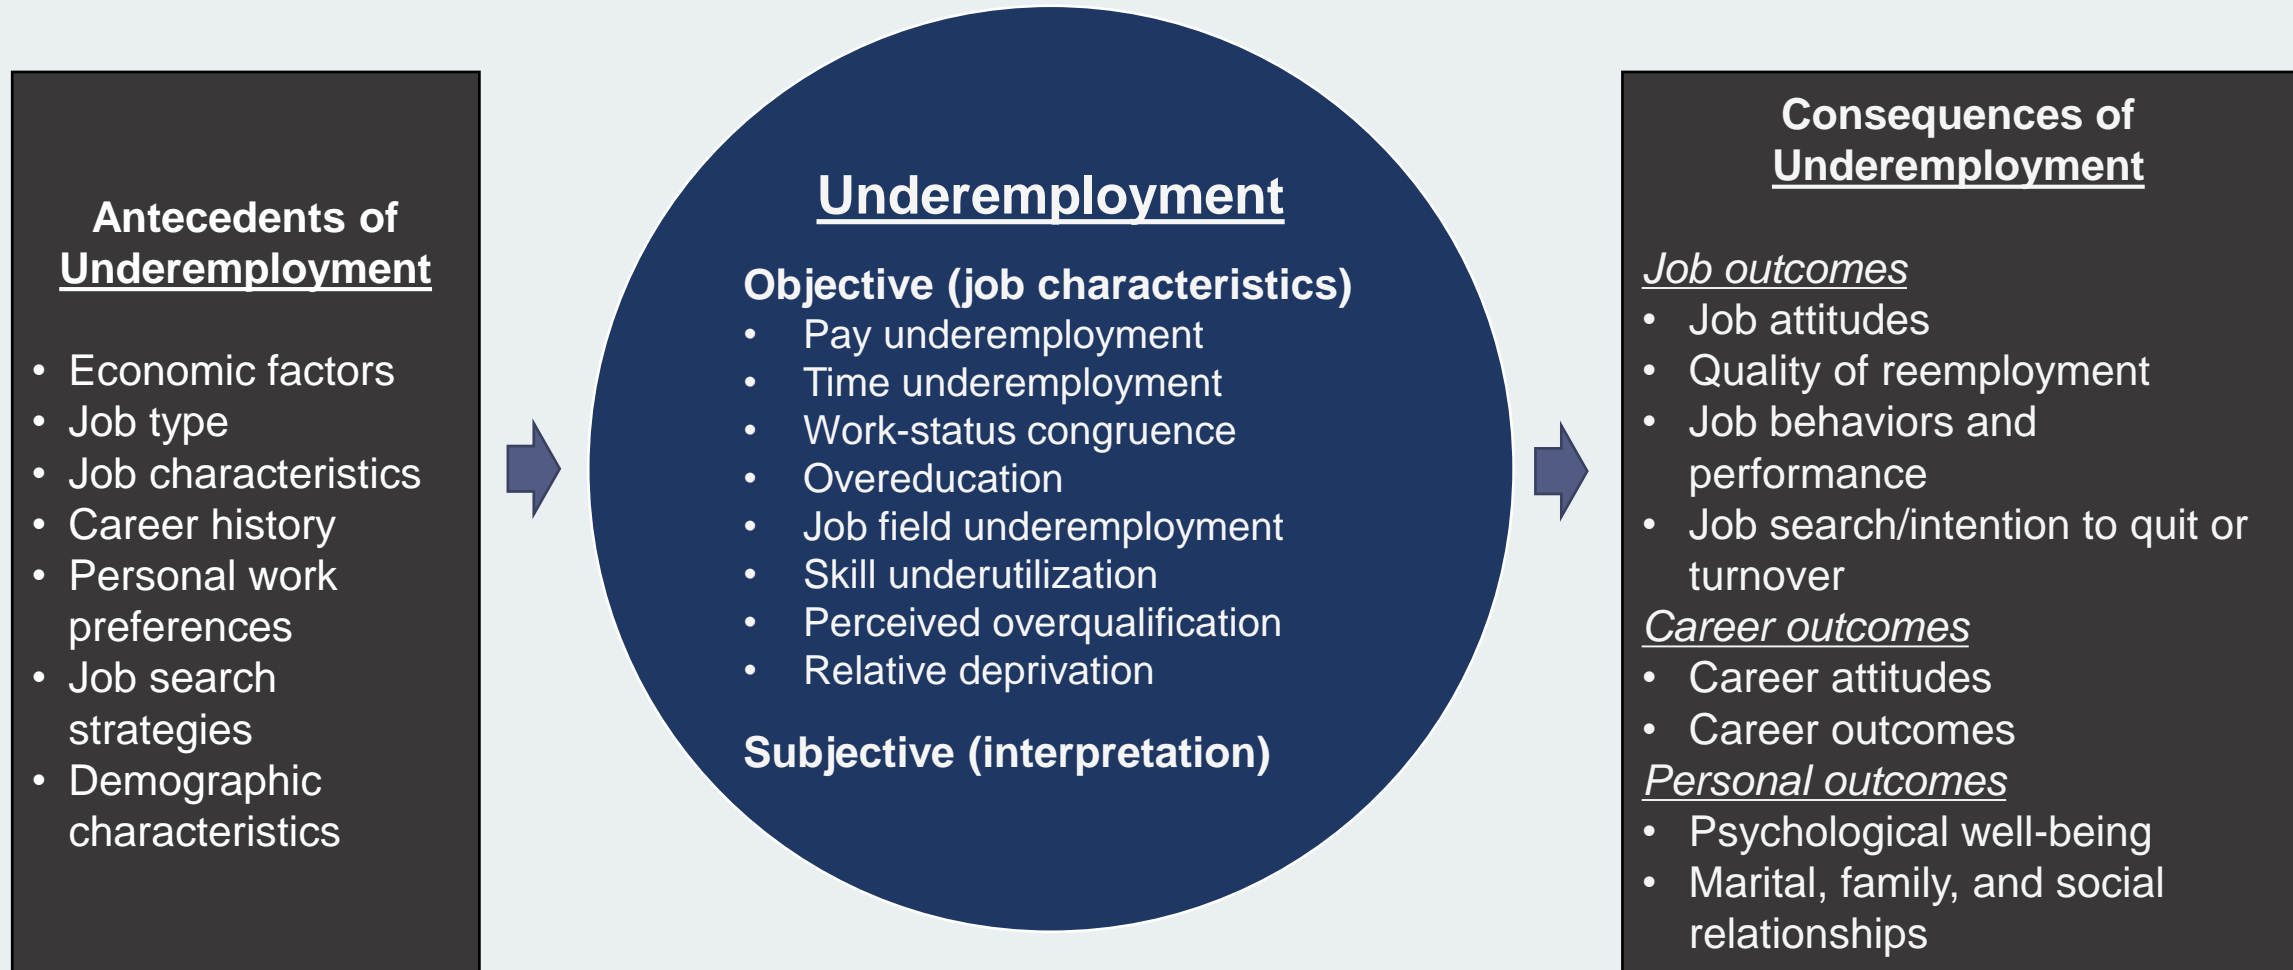 Antecedents of
Underemployment
• Economic factors
• Job type
• Job characteristics
• Career history
• Personal work
preferences
• Job search
strategies
• Demographic
characteristics
Underemployment
Objective (job characteristics)
• Pay underemployment
• Time underemployment
• Work-status congruence
• Overeducation
• Job field underemployment
• Skill underutilization
• Perceived overqualification
• Relative deprivation
Subjective (interpretation)
Consequences of
Underemployment
Job outcomes
• Job attitudes
• Quality of reemployment
• Job behaviors and
performance
• Job search/intention to quit or
turnover
Career outcomes
• Career attitudes
• Career outcomes
Personal outcomes
• Psychological well-being
• Marital, family, and social
relationships